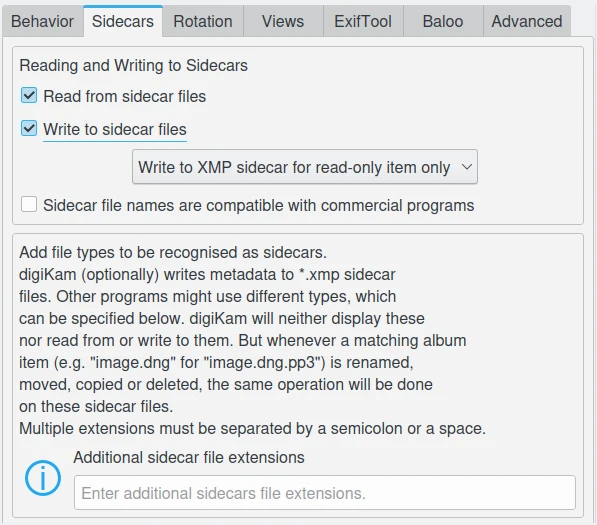 Behavior Sidecars Rotation Views ExifTool Baloo Advanced
Reading and Writing to Sidecars
Read from sidecar files
Write to sidecar files
Write to XMP sidecar for read-only item only
Sidecar file names are compatible with commercial programs
Add file types to be recognised as sidecars.
digiKam (optionally) writes metadata to *.xmp sidecar
files. Other programs might use different types, which
can be specified below. digiKam will neither display these
nor read from or write to them. But whenever a matching album
item (e.g. "image.dng" for "image.dng.pp3") is renamed,
moved, copied or deleted, the same operation will be done
on these sidecar files.
Multiple extensions must be separated by a semicolon or a space.
Additional sidecar file extensions
Enter additional sidecars file extensions.